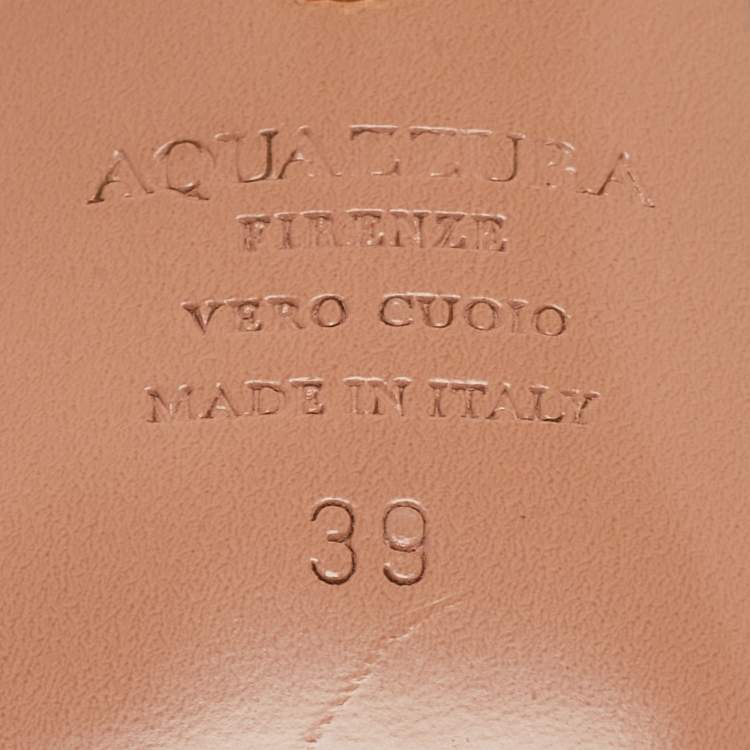 AQUAZZURA
FIRENZE
VERO CUOIO
MADE IN ITALY
39